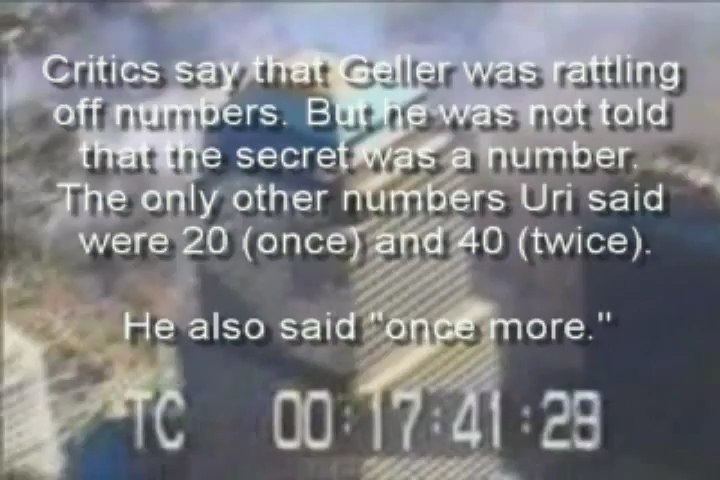 Critics say that Geller was rattling
off numbers. But he was not told
that the secret was a number.
The only other numbers Uri said
were 20 (once) and 40 (twice).
He also said "once more."
TC 00:17:41:28